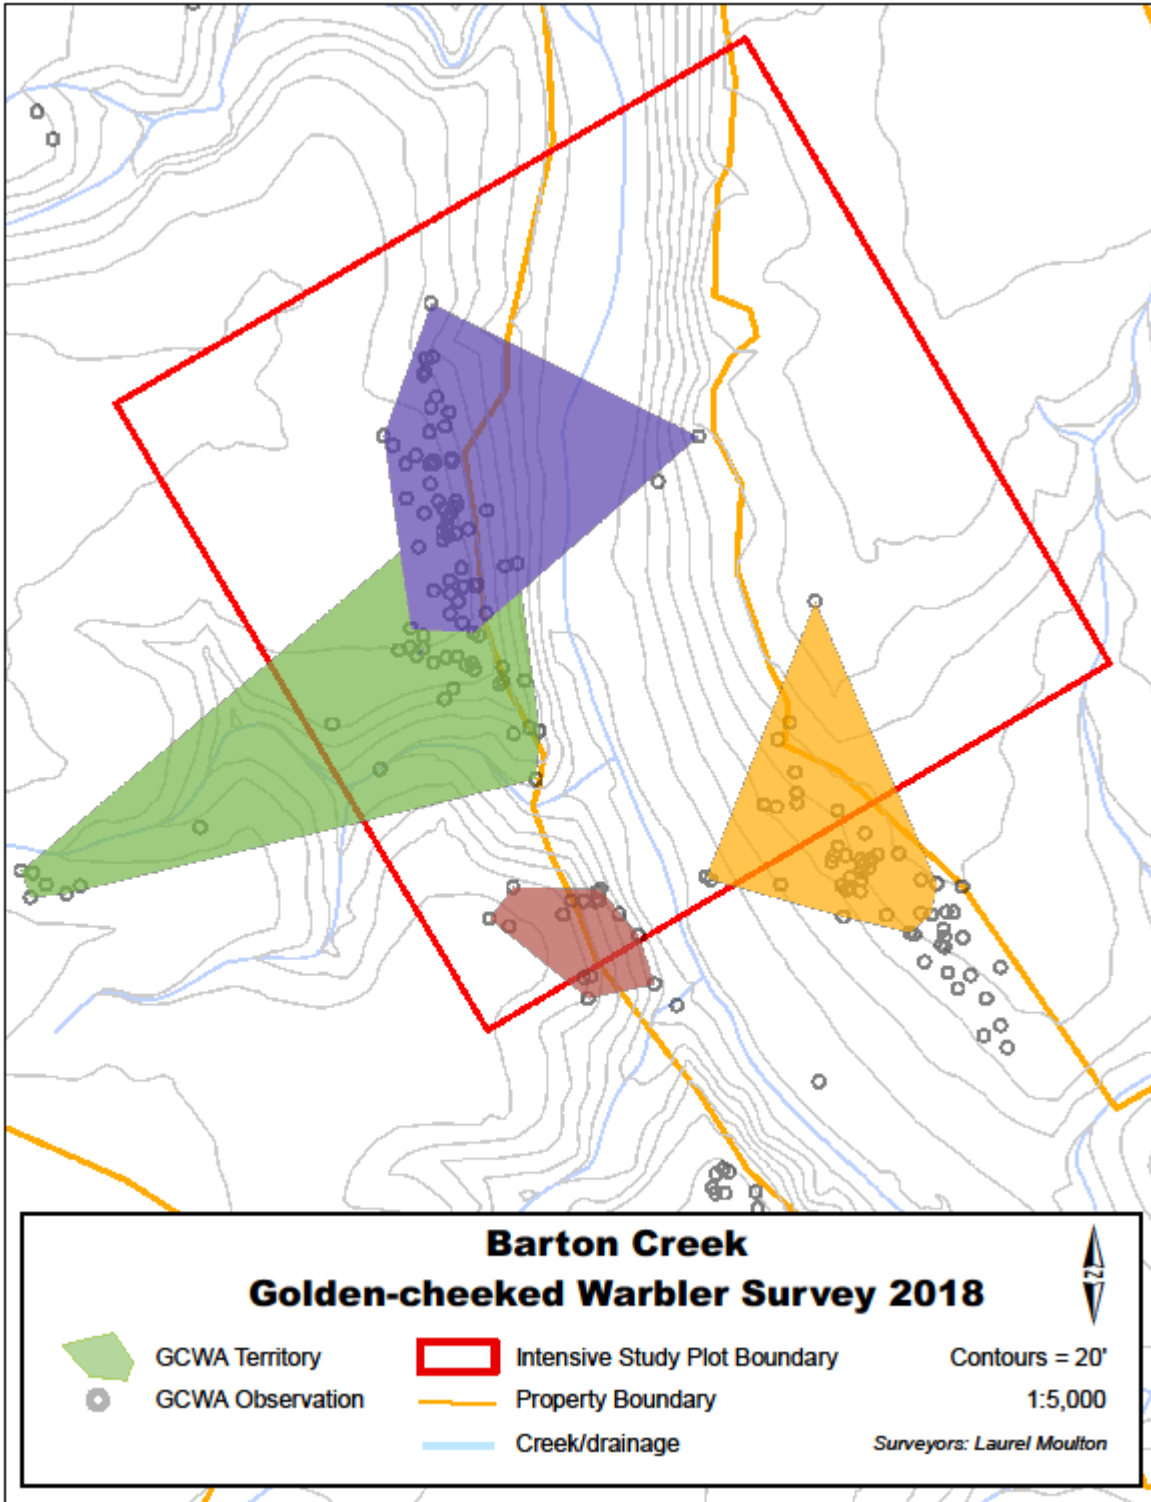 Barton Creek
Golden-cheeked Warbler Survey 2018
N
GCWA Territory
Intensive Study Plot Boundary
Contours = 20'
GCWA Observation
Property Boundary
1:5,000
Creek/drainage
Surveyors: Laurel Moulton